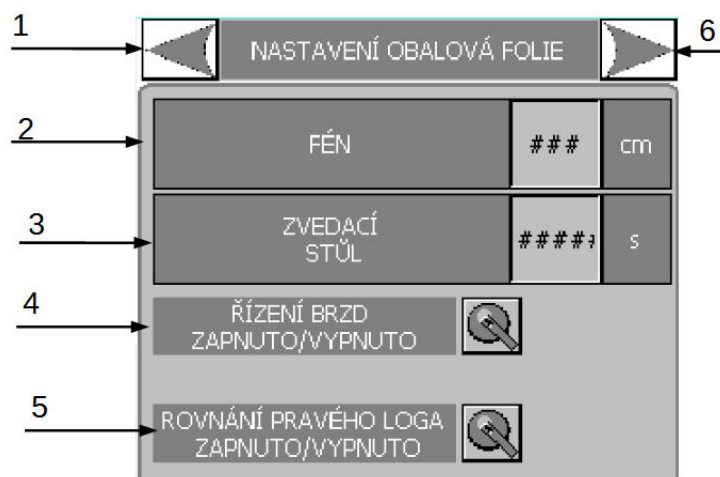 1
NASTAVENÍ OBALOVÁ FOLIE
6
2
FÉN
###
cm
3
ZVEDACÍ
STŮL
####
s
4
ŘÍZENÍ BRZD
ZAPNUTO/VYPNUTO
5
ROVNÁNÍ PRAVÉHO LOGA
ZAPNUTO/VYPNUTO